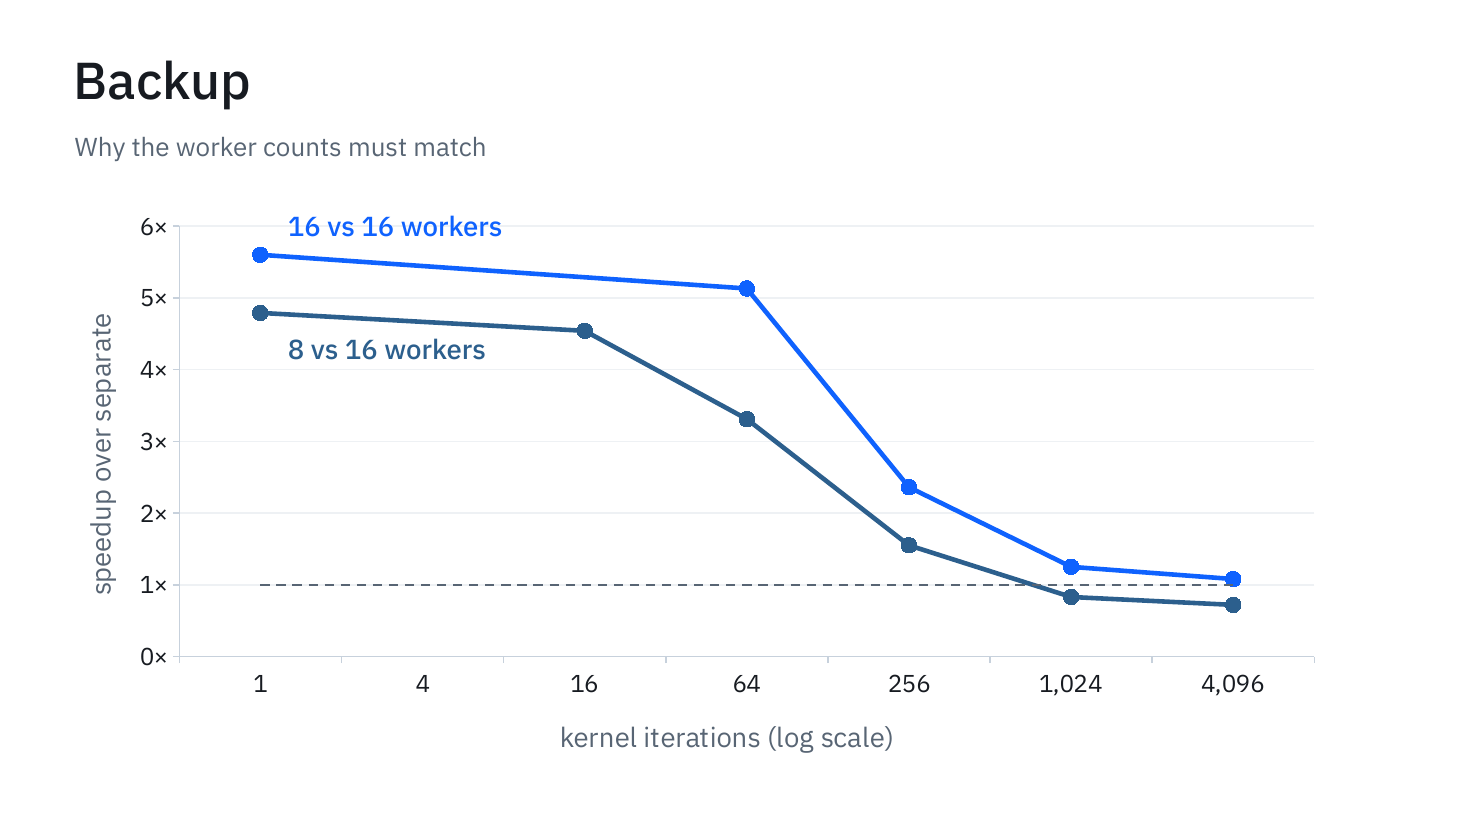 Backup
Why the worker counts must match
speedup over separate
6×
5×
4×
3×
2×
1×
0×
16 vs 16 workers
8 vs 16 workers
1 4 16 64 256 1,024 4,096
kernel iterations (log scale)